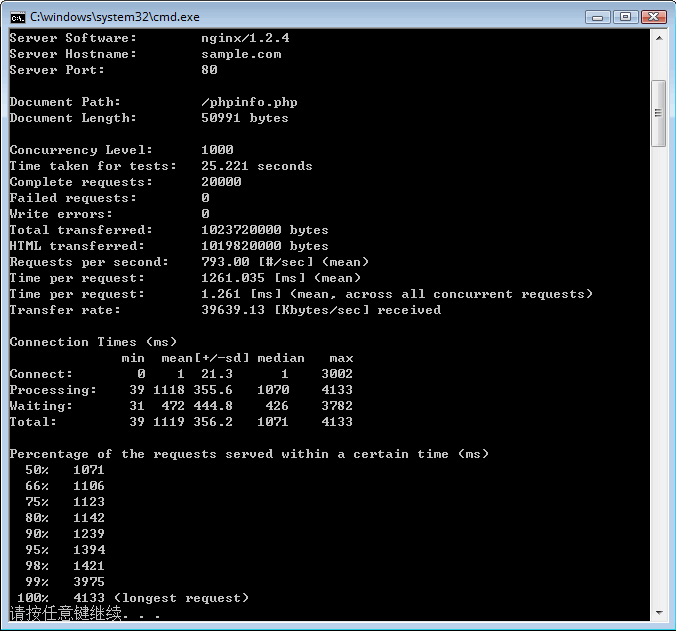 C:\windows\system32\cmd.exe
Server Software:        nginx/1.2.4
Server Hostname:        sample.com
Server Port:            80
Document Path:          /phpinfo.php
Document Length:        50991 bytes
Concurrency Level:      1000
Time taken for tests:   25.221 seconds
Complete requests:      20000
Failed requests:        0
Write errors:           0
Total transferred:      1023720000 bytes
HTML transferred:       1019820000 bytes
Requests per second:    793.00 [#/sec] (mean)
Time per request:       1261.035 [ms] (mean)
Time per request:       1.261 [ms] (mean, across all concurrent requests)
Transfer rate:          39639.13 [Kbytes/sec] received
Connection Times (ms)
              min  mean[+/-sd] median   max
Connect:        0    1  21.3      1    3002
Processing:    39 1118 355.6   1070    4133
Waiting:       31  472 444.8    426    3782
Total:         39 1119 356.2   1071    4133
Percentage of the requests served within a certain time (ms)
  50%   1071
  66%   1106
  75%   1123
  80%   1142
  90%   1239
  95%   1394
  98%   1421
  99%   3975
 100%   4133 (longest request)
请按任意键继续. . .